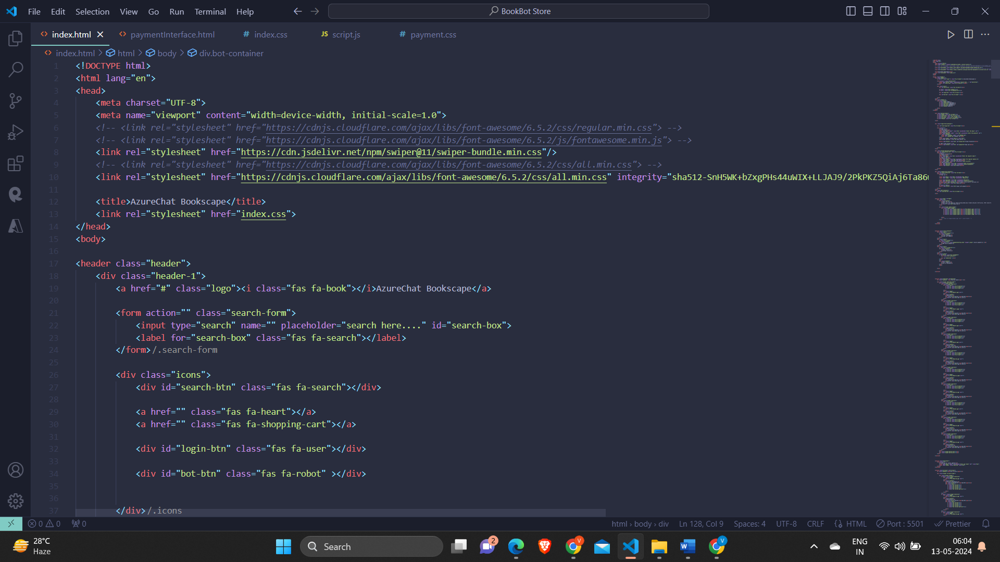 File Edit Selection View Go Run Terminal Help
BookBot Store
index.html
paymentInterface.html
index.css
JS script.js
payment.css
index.html > html > body > div.bot-container
1 <!DOCTYPE html>
2 <html lang="en">
3 <head>
4 <meta charset="UTF-8">
5 <meta name="viewport" content="width=device-width, initial-scale=1.0">
6 <!-- <link rel="stylesheet" href="https://cdnjs.cloudflare.com/ajax/libs/font-awesome/6.5.2/css/regular.min.css"> -->
7 <!-- <link rel="stylesheet" href="https://cdnjs.cloudflare.com/ajax/libs/font-awesome/6.5.2/js/fontawesome.min.js"> -->
8 <link rel="stylesheet" href="https://cdn.jsdelivr.net/npm/swiper@11/swiper-bundle.min.css"/>
9 <!-- <link rel="stylesheet" href="https://cdnjs.cloudflare.com/ajax/libs/font-awesome/6.5.2/css/all.min.css"> -->
10 <link rel="stylesheet" href="https://cdnjs.cloudflare.com/ajax/libs/font-awesome/6.5.2/css/all.min.css" integrity="sha512-SnH5WK+bZxgPHs44uWIX+LLJAJ9/2PkPKZ5QiAj6Ta86
11
12 <title>AzureChat Bookscape</title>
13 <link rel="stylesheet" href="index.css">
14 </head>
15 <body>
16
17 <header class="header">
18 <div class="header-1">
19 <a href="#" class="logo"><i class="fas fa-book"></i>AzureChat Bookscape</a>
20
21 <form action="" class="search-form">
22 <input type="search" name="" placeholder="search here...." id="search-box">
23 <label for="search-box" class="fas fa-search"></label>
24 </form>/.search-form
25
26 <div class="icons">
27 <div id="search-btn" class="fas fa-search"></div>
28
29 <a href="" class="fas fa-heart"></a>
30 <a href="" class="fas fa-shopping-cart"></a>
31
32 <div id="login-btn" class="fas fa-user"></div>
33
34 <div id="bot-btn" class="fas fa-robot" ></div>
35
36
37 </div>/.icons
0 0 0
html › body › div
Ln 128, Col 9
Spaces: 4
UTF-8
CRLF
HTML
Port : 5501
Prettier
28°C
Haze
Search
2
V
V
ENG
IN
06:04
13-05-2024